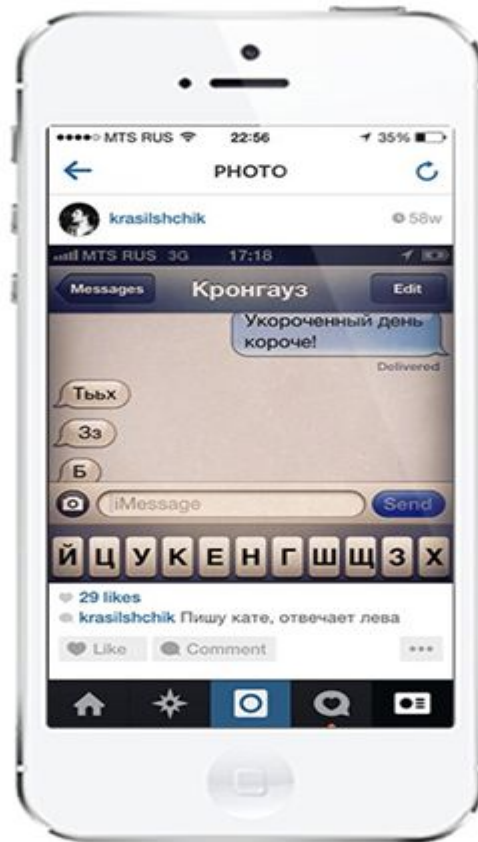 MTS RUS 22:56 35%
PHOTO
krasilshchik 58w
MTS RUS 3G 17:18
Messages Кронгауз Edit
Укороченный день
короче!
Delivered
Тььх
Зз
Б
iMessage Send
Й Ц У К Е Н Г Ш Щ З Х
29 likes
krasilshchik Пишу кате, отвечает лева
Like Comment